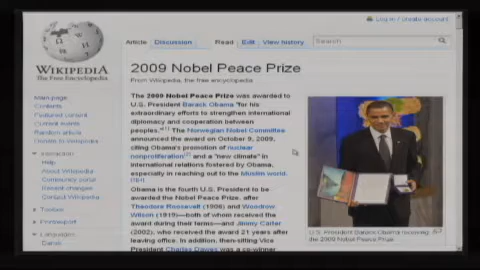 Log in / create account
Article Discussion Read Edit View history Search
WIKIPEDIA
The Free Encyclopedia
Main page
Contents
Featured content
Current events
Random article
Donate to Wikipedia
Interaction
Help
About Wikipedia
Community portal
Recent changes
Contact Wikipedia
Toolbox
Print/export
Languages
Dansk
2009 Nobel Peace Prize
From Wikipedia, the free encyclopedia
The 2009 Nobel Peace Prize was awarded to
U.S. President Barack Obama "for his
extraordinary efforts to strengthen international
diplomacy and cooperation between
peoples."[1] The Norwegian Nobel Committee
announced the award on October 9, 2009,
citing Obama's promotion of nuclear
nonproliferation[2] and a "new climate" in
international relations fostered by Obama,
especially in reaching out to the Muslim world.
Obama is the fourth U.S. President to be
awarded the Nobel Peace Prize, after
Theodore Roosevelt (1906) and Woodrow
Wilson (1919)—both of whom received the
award during their terms—and Jimmy Carter
(2002), who received the award 21 years after
leaving office. In addition, then-sitting Vice
President Charles Dawes was a co-winner
U.S. President Barack Obama receiving
the 2009 Nobel Peace Prize